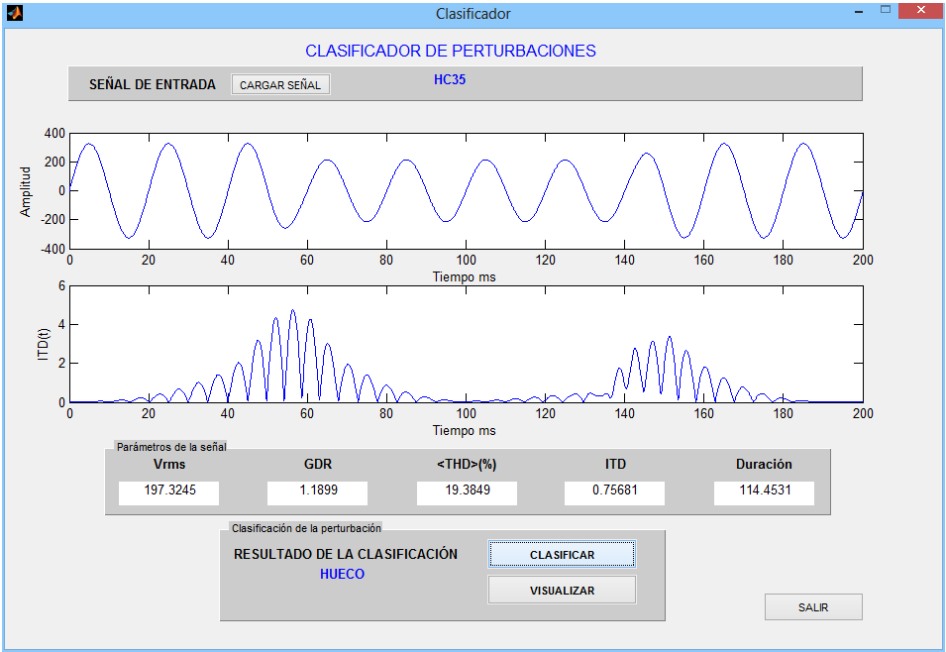 Clasificador
CLASIFICADOR DE PERTURBACIONES
SEÑAL DE ENTRADA CARGAR SEÑAL HC35
400
200
0
-200
-400
Amplitud
0 20 40 60 80 100 120 140 160 180 200
Tiempo ms
6
4
2
0
ITD(t)
0 20 40 60 80 100 120 140 160 180 200
Tiempo ms
Parámetros de la señal
Vrms GDR <THD>(%) ITD Duración
197.3245 1.1899 19.3849 0.75681 114.4531
Clasificación de la perturbación
RESULTADO DE LA CLASIFICACIÓN CLASIFICAR
HUECO
VISUALIZAR
SALIR